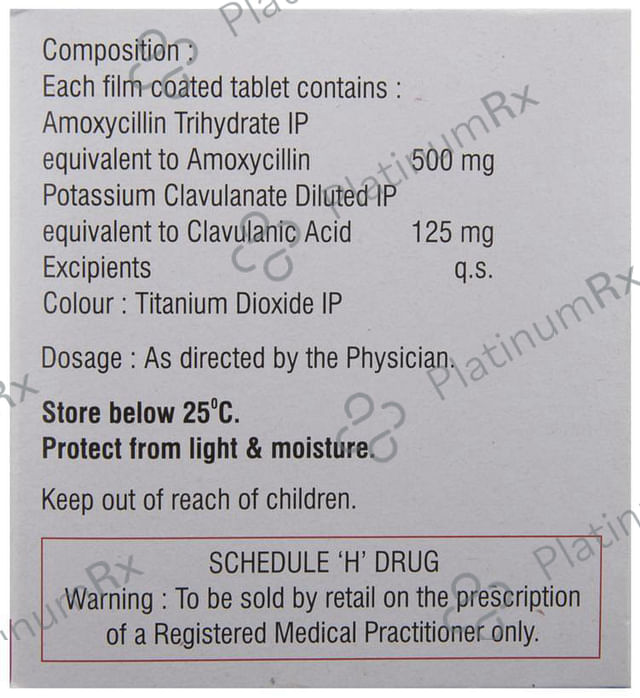 Composition :
Each film coated tablet contains :
Amoxycillin Trihydrate IP
equivalent to Amoxycillin 500 mg
Potassium Clavulanate Diluted IP
equivalent to Clavulanic Acid 125 mg
Excipients q.s.
Colour : Titanium Dioxide IP
Dosage : As directed by the Physician.
Store below 25⁰C.
Protect from light & moisture.
Keep out of reach of children.
SCHEDULE ‘H’ DRUG
Warning : To be sold by retail on the prescription
of a Registered Medical Practitioner only.
PlatinumRx
PlatinumRx